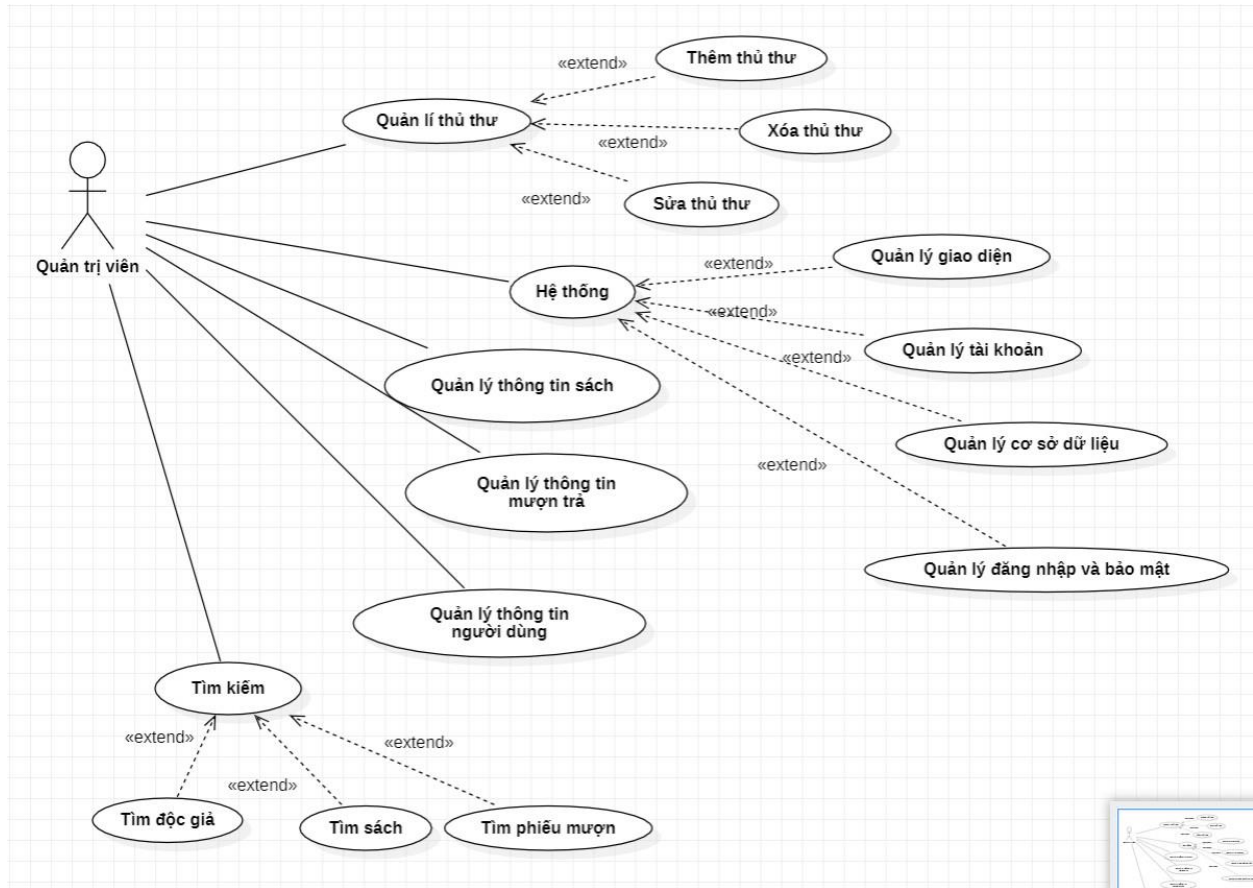 Thêm thủ thư
«extend»
Quản lí thủ thư
Xóa thủ thư
«extend»
«extend»
Sửa thủ thư
Quản trị viên
Quản lý giao diện
«extend»
Hệ thống
«extend»
Quản lý tài khoản
«extend»
Quản lý thông tin sách
Quản lý cơ sở dữ liệu
«extend»
Quản lý thông tin
mượn trả
Quản lý đăng nhập và bảo mật
Quản lý thông tin
người dùng
Tìm kiếm
«extend»
«extend»
«extend»
Tìm độc giả
Tìm sách
Tìm phiếu mượn